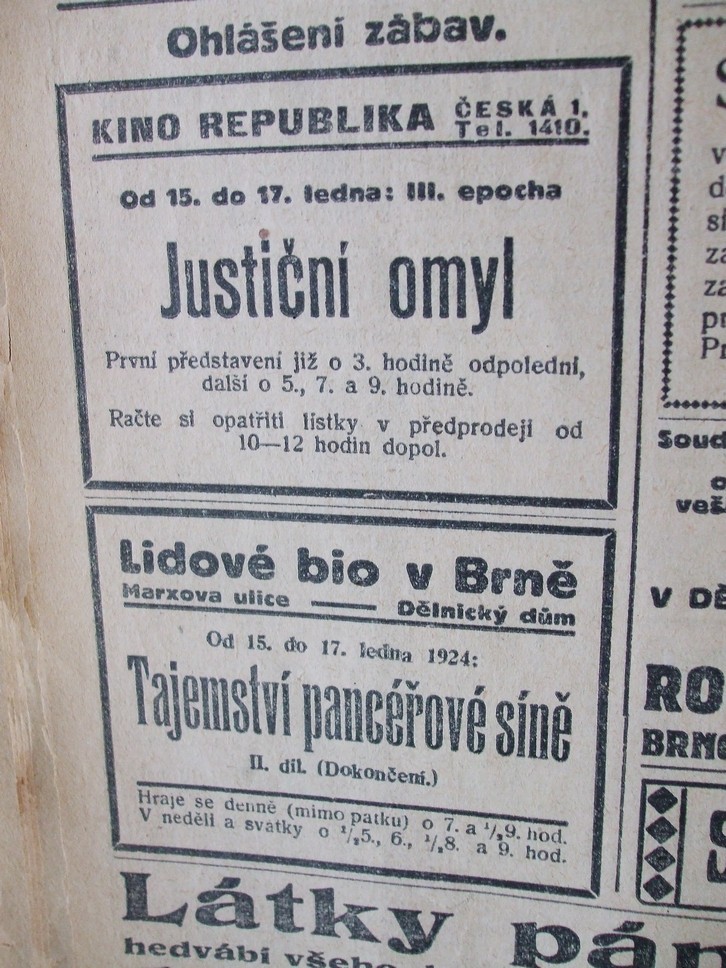 Ohlášení zábav.
KINO REPUBLIKA ČESKÁ 1.
Tel. 1410.
Od 15. do 17. ledna: III. epocha
Justiční omyl
První představení již o 3. hodině odpolední,
další o 5., 7. a 9. hodině.
Račte si opatřiti lístky v předprodeji od
10—12 hodin dopol.
Lidové bio v Brně
Marxova ulice —— Dělnický dům
Od 15. do 17. ledna 1924:
Tajemství pancéřové síně
II. díl. (Dokončení.)
Hraje se denně (mimo patku) o 7. a ½9. hod.
V neděli a svátky o ½5., 6., ½8. a 9. hod.
Látky
hedvábí
Soud
V
RO
BRNO